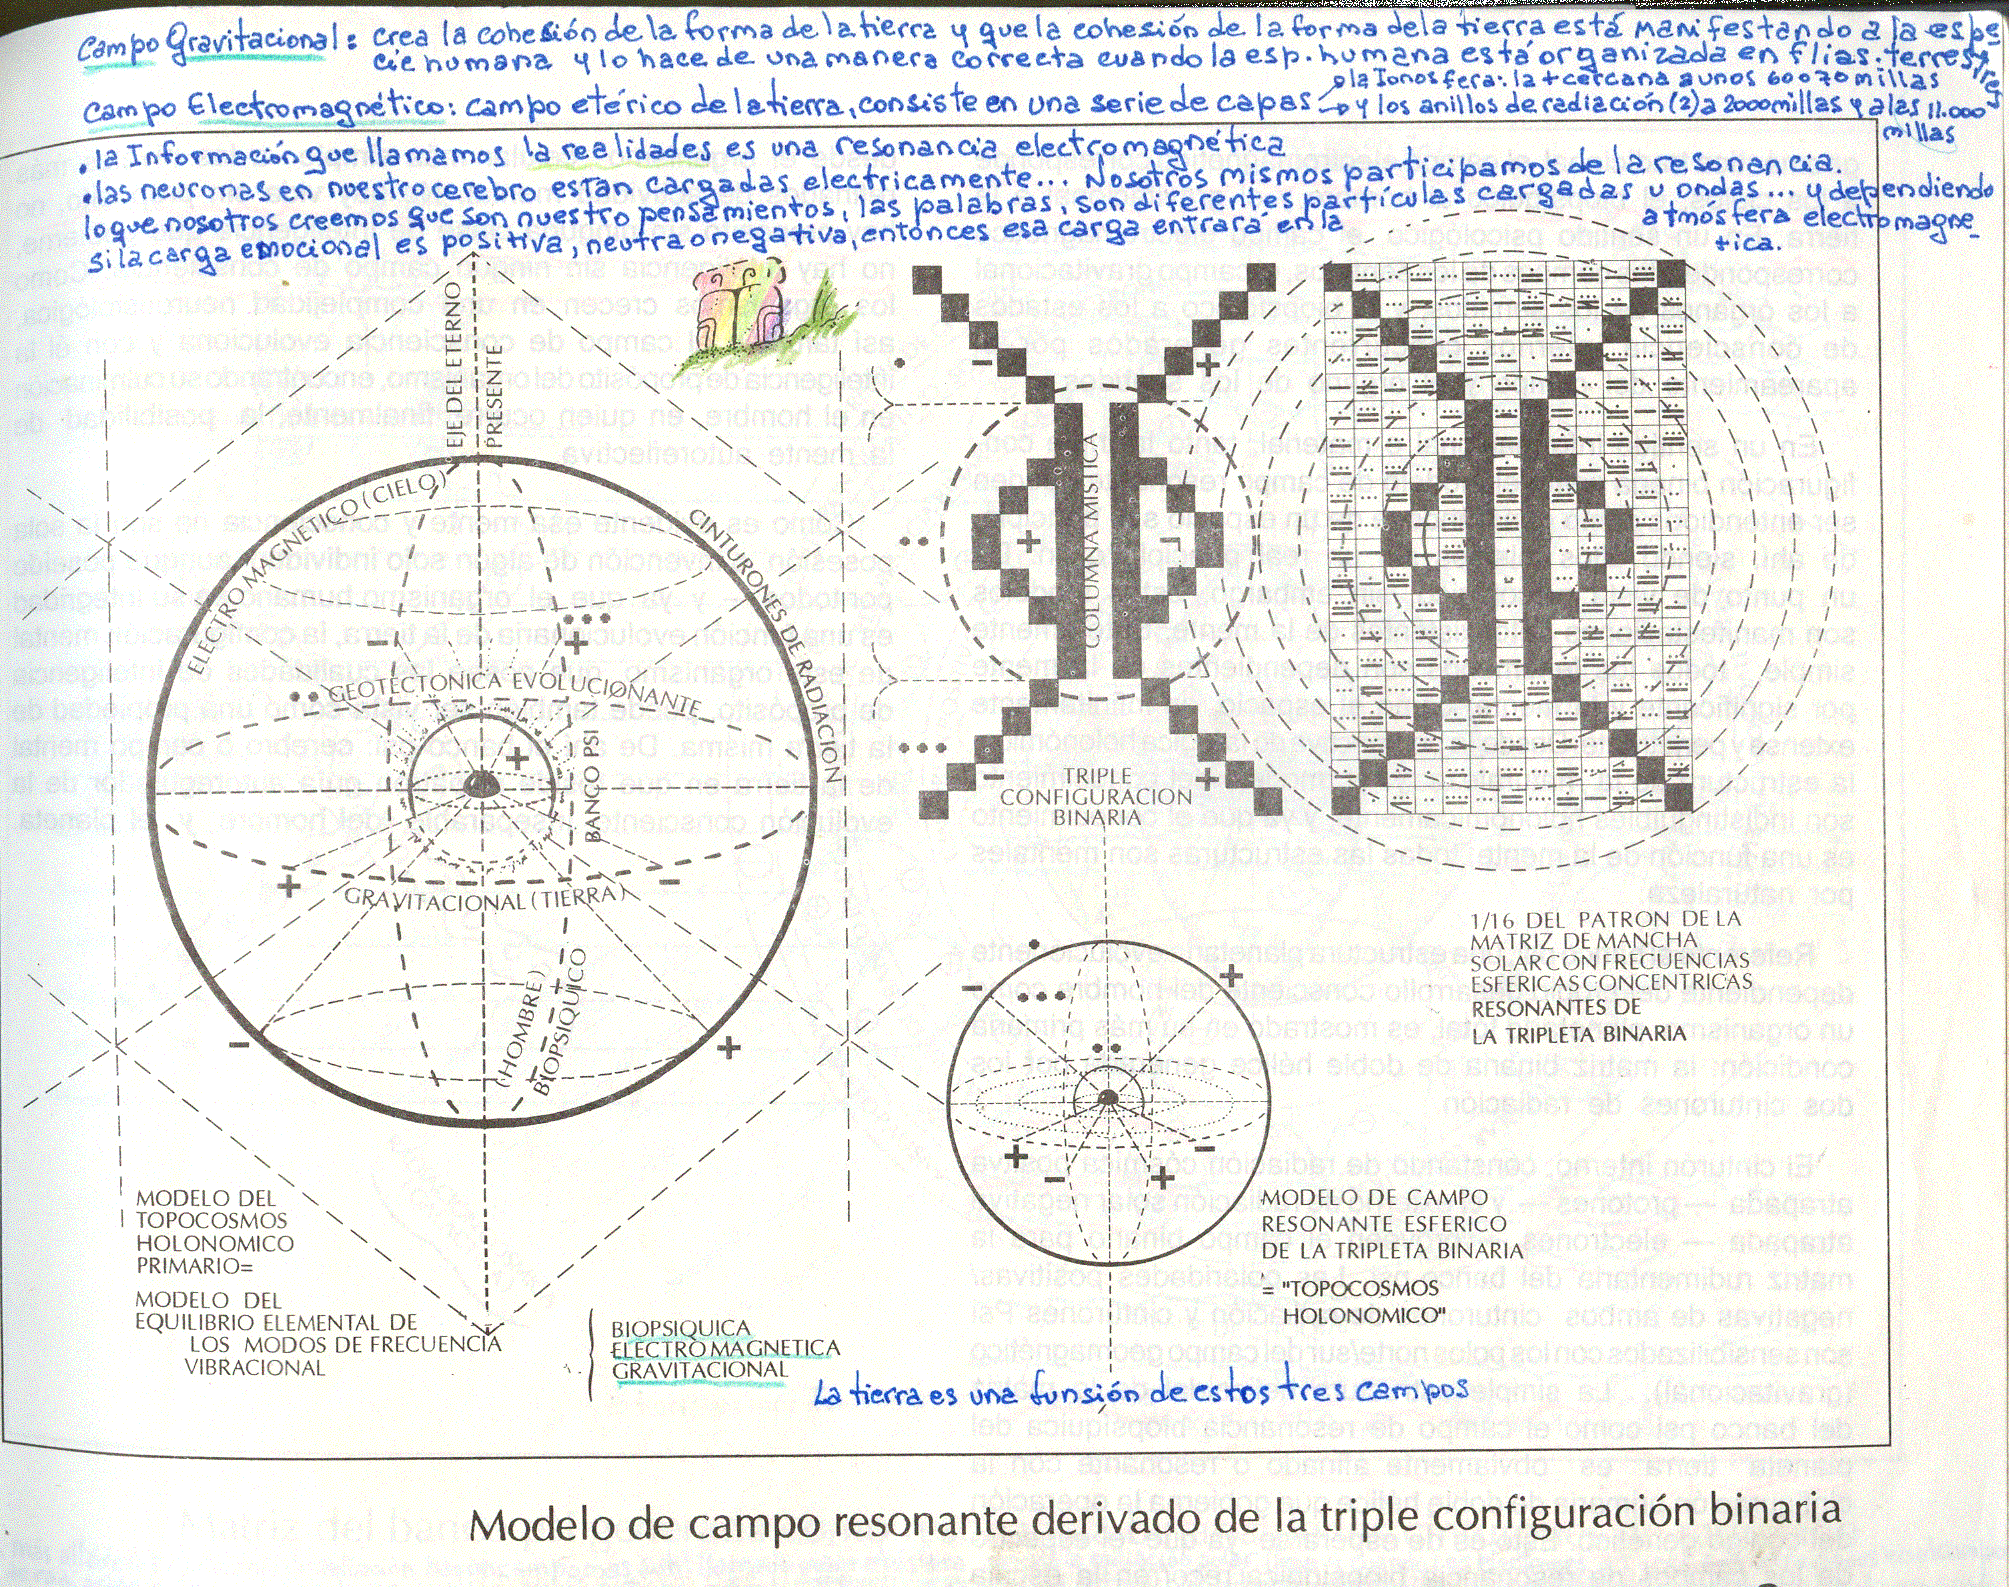 Campo Gravitacional: crea la cohesión de la forma de la tierra y que la cohesión de la forma de la tierra está manifestando a la espe
cie humana y lo hace de una manera correcta cuando la esp. humana está organizada en flias. terrestres
la Ionosfera: la + cercana a unos 60 o 70 millas
Campo Electromagnético: campo etérico de la tierra, consiste en una serie de capas y los anillos de radiación (2) a 2000 millas y a las 11.000
millas
. la Información que llamamos la realidades es una resonancia electromagnética
. las neuronas en nuestro cerebro están cargadas electricamente... Nosotros mismos participamos de la resonancia.
lo que nosotros creemos que son nuestro pensamientos, las palabras, son diferentes partículas cargadas u ondas... y dependiendo
si la carga emocional es positiva, neutra o negativa, entonces esa carga entrará en la atmósfera electromagne
tica.
EJE DEL ETERNO
PRESENTE
ELECTROMAGNETICO (CIELO)
CINTURONES DE RADIACION
GEOTECTONICA EVOLUCIONANTE
BANCO PSI
GRAVITACIONAL (TIERRA)
(HOMBRE)
BIOPSIQUICO
MODELO DEL
TOPOCOSMOS
HOLONOMICO
PRIMARIO=
MODELO DEL
EQUILIBRIO ELEMENTAL DE
LOS MODOS DE FRECUENCIA
VIBRACIONAL
BIOPSIQUICA
ELECTROMAGNETICA
GRAVITACIONAL
La tierra es una funsión de estos tres campos
COLUMNA MISTICA
TRIPLE
CONFIGURACION
BINARIA
1/16 DEL PATRON DE LA
MATRIZ DE MANCHA
SOLAR CON FRECUENCIAS
ESFERICAS CONCENTRICAS
RESONANTES DE
LA TRIPLETA BINARIA
MODELO DE CAMPO
RESONANTE ESFERICO
DE LA TRIPLETA BINARIA
= "TOPOCOSMOS
HOLONOMICO"
Modelo de campo resonante derivado de la triple configuración binaria